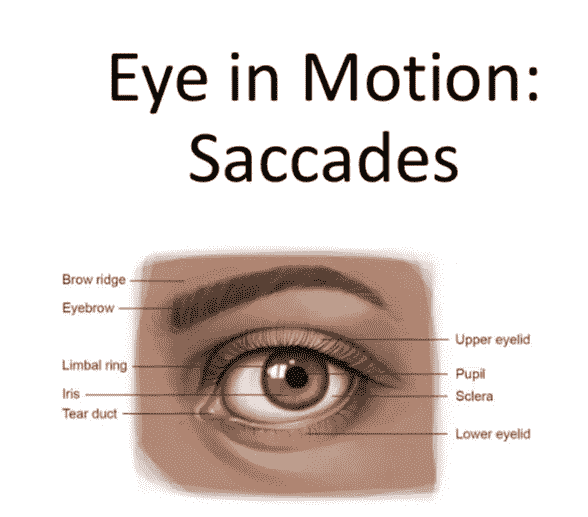 Eye in Motion:
Saccades
Brow ridge
Eyebrow
Upper eyelid
Limbal ring
Pupil
Iris
Sclera
Tear duct
Lower eyelid